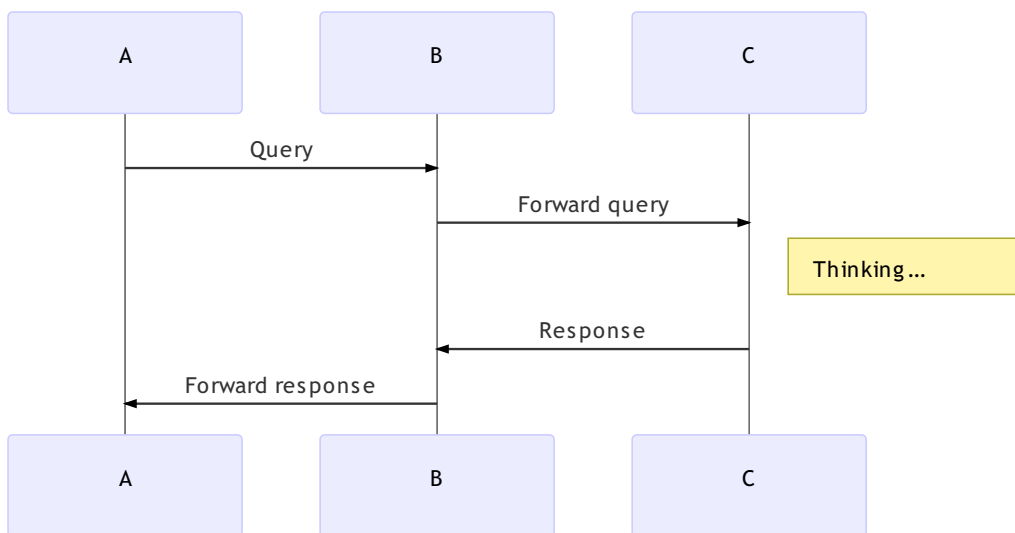 A
B
C
Query
Forward query
Thinking...
Response
Forward response
A
B
C